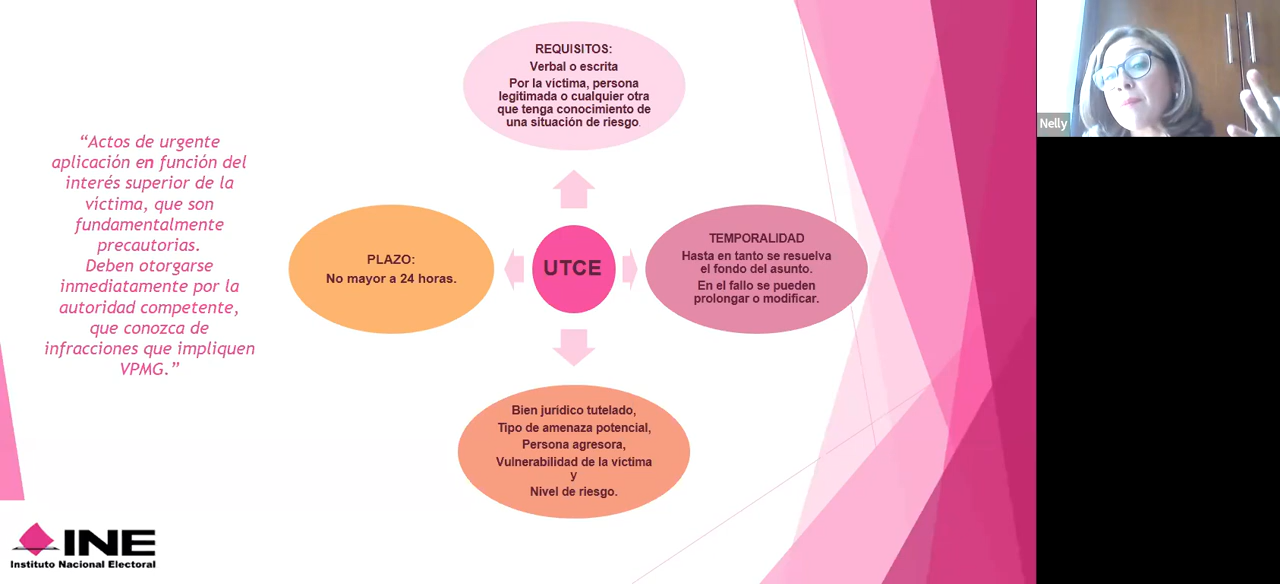 “Actos de urgente
aplicación en función del
interés superior de la
víctima, que son
fundamentalmente
precautorias.
Deben otorgarse
inmediatamente por la
autoridad competente,
que conozca de
infracciones que impliquen
VPMG.”
REQUISITOS:
Verbal o escrita
Por la víctima, persona
legitimada o cualquier otra
que tenga conocimiento de
una situación de riesgo.
PLAZO:
No mayor a 24 horas.
UTCE
TEMPORALIDAD
Hasta en tanto se resuelva
el fondo del asunto.
En el fallo se pueden
prolongar o modificar.
Bien jurídico tutelado,
Tipo de amenaza potencial,
Persona agresora,
Vulnerabilidad de la víctima
y
Nivel de riesgo.
INE
Instituto Nacional Electoral
Nelly